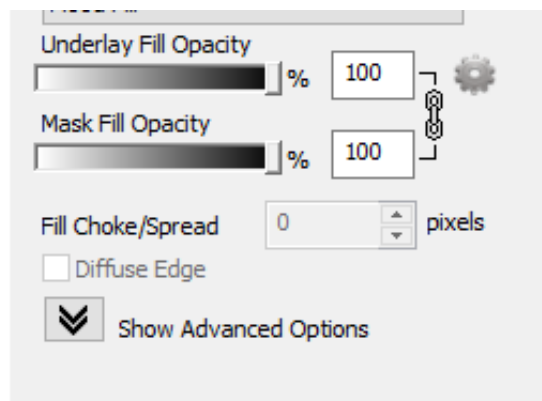 Underlay Fill Opacity
% 100
Mask Fill Opacity
% 100
Fill Choke/Spread 0 pixels
Diffuse Edge
Show Advanced Options